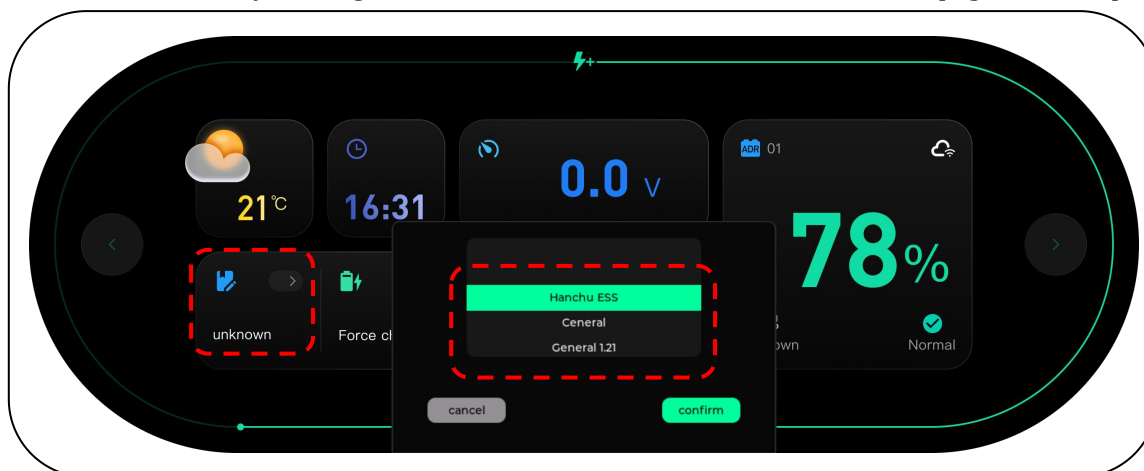 ADR 01
21°C
16:31
0.0 V
78%
unknown
Force cl
Hanchu ESS
Ceneral
General 1.21
own
Normal
cancel
confirm